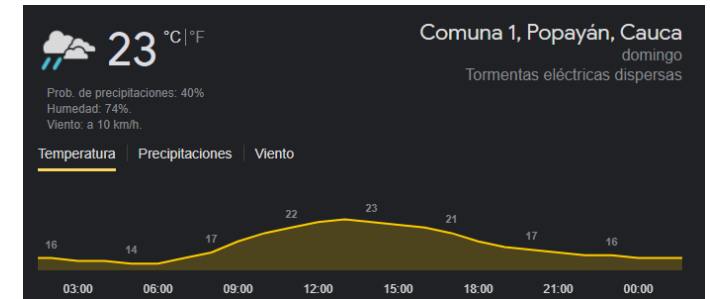 23 °C|°F
Comuna 1, Popayán, Cauca
domingo
Tormentas eléctricas dispersas
Prob. de precipitaciones: 40%
Humedad: 74%.
Viento: a 10 km/h.
Temperatura Precipitaciones Viento
16 14 17 22 23 21 17 16
03:00 06:00 09:00 12:00 15:00 18:00 21:00 00:00